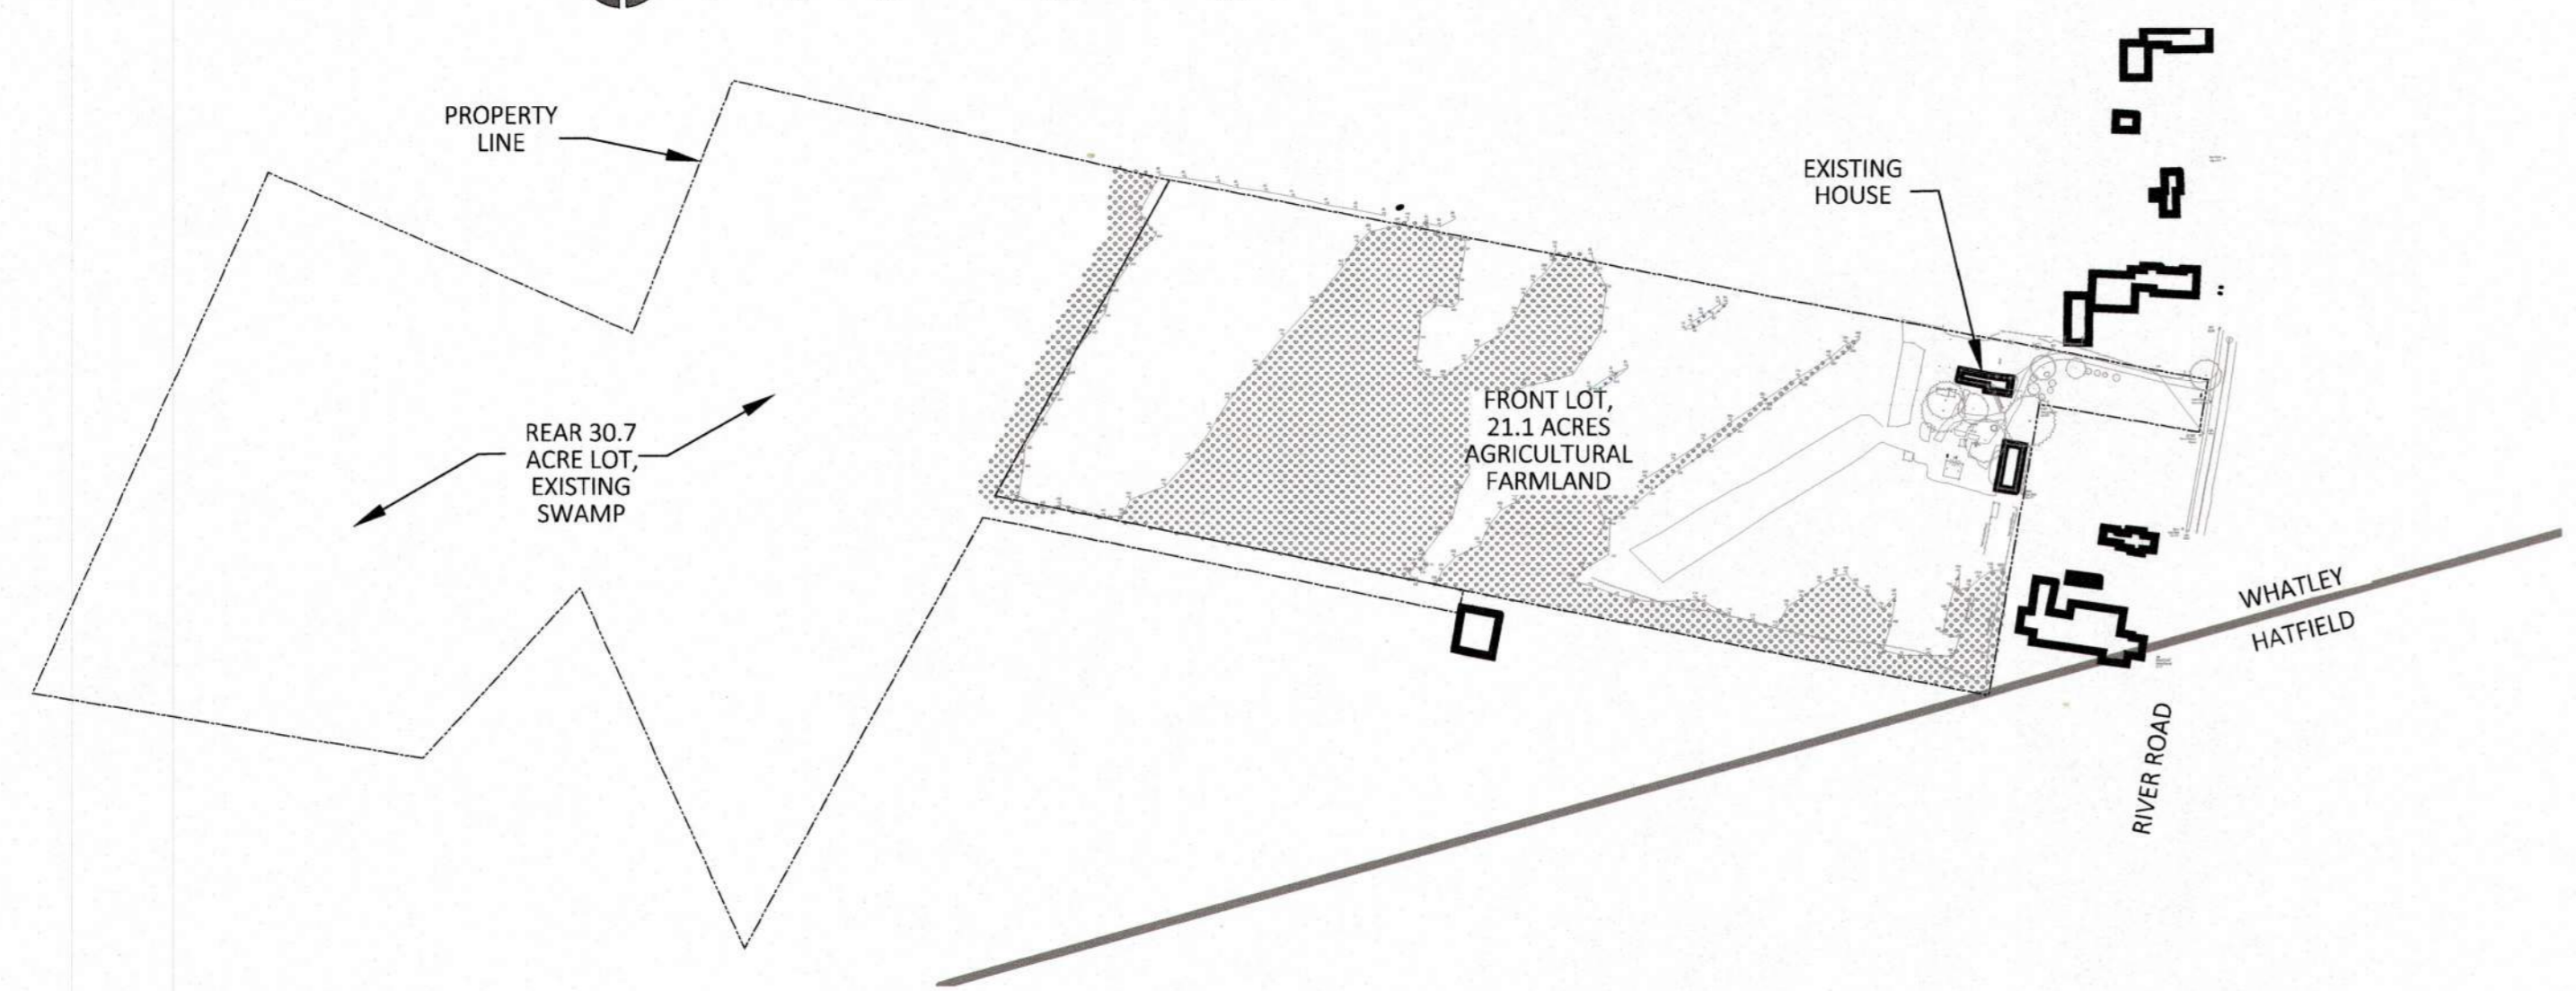 PROPERTY
LINE
EXISTING
HOUSE
REAR 30.7
ACRE LOT,
EXISTING
SWAMP
FRONT LOT,
21.1 ACRES
AGRICULTURAL
FARMLAND
WHATLEY
HATFIELD
RIVER ROAD